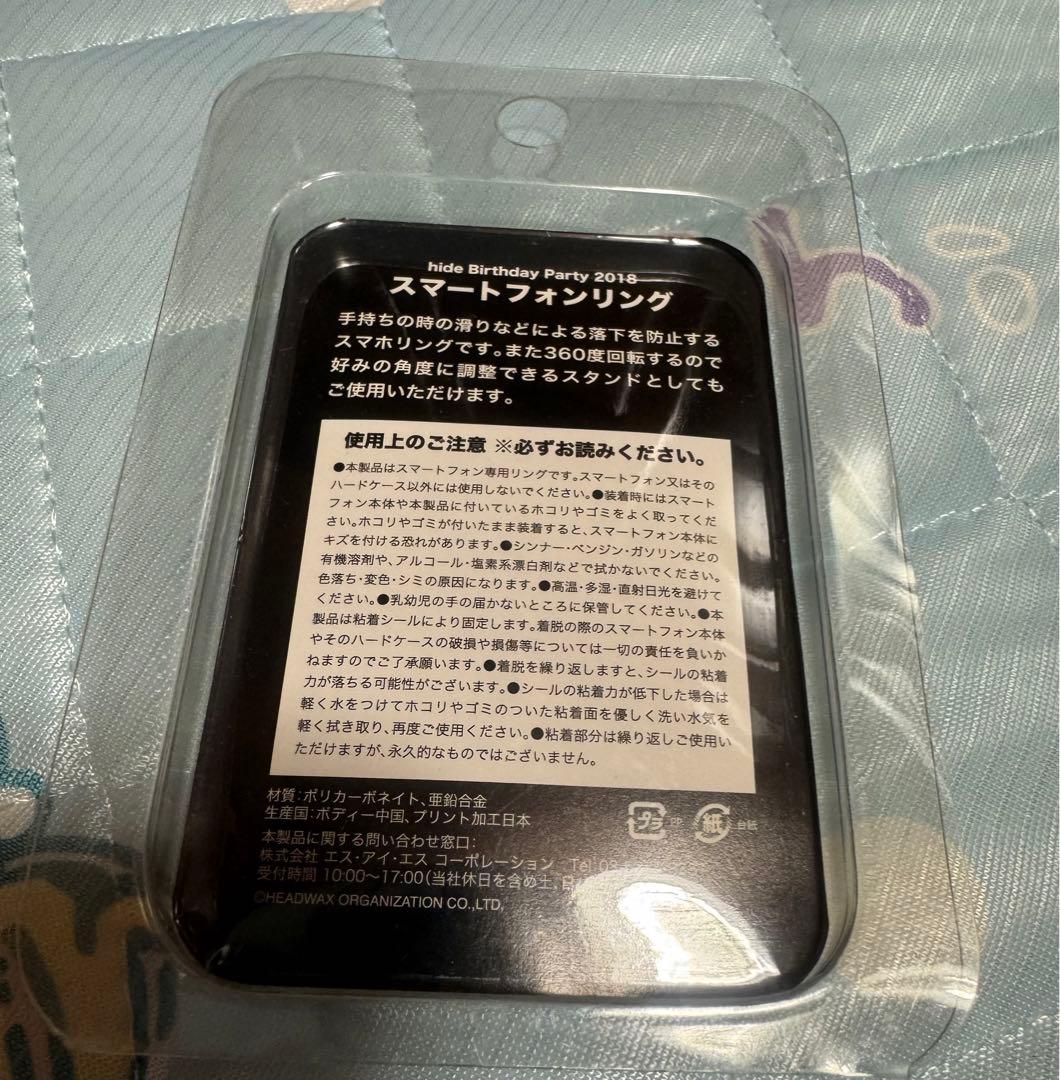 hide Birthday Party 2018
スマートフォンリング
手持ちの時の滑りなどによる落下を防止する
スマホリングです。また360度回転するので
好みの角度に調整できるスタンドとしても
ご使用いただけます。
使用上のご注意 ※必ずお読みください。
●本製品はスマートフォン専用リングです。スマートフォン又はその
ハードケース以外には使用しないでください。●装着時にはスマート
フォン本体や本製品に付いているホコリやゴミをよく取ってくだ
さい。ホコリやゴミが付いたまま装着すると、スマートフォン本体に
キズを付ける恐れがあります。●シンナー・ベンジン・ガソリンなどの
有機溶剤や、アルコール・塩素系漂白剤などで拭かないでください。
色落ち・変色・シミの原因になります。●高温・多湿・直射日光を避けて
ください。●乳幼児の手の届かないところに保管してください。●本
製品は粘着シールにより固定します。着脱の際のスマートフォン本体
やそのハードケースの破損や損傷等については一切の責任を負いか
ねますのでご了承願います。●着脱を繰り返しますと、シールの粘着
力が落ちる可能性がございます。●シールの粘着力が低下した場合は
軽く水をつけてホコリやゴミのついた粘着面を優しく洗い水気を
軽く拭き取り、再度ご使用ください。●粘着部分は繰り返しご使用い
ただけますが、永久的なものではございません。
材質：ポリカーボネイト、亜鉛合金
生産国：ボディー中国、プリント加工日本
プラ PP 紙 台紙
本製品に関する問い合わせ窓口：
株式会社 エス・アイ・エス コーポレーション Tel
受付時間 10:00〜17:00（当社休日を含め土、日
©HEADWAX ORGANIZATION CO.,LTD,